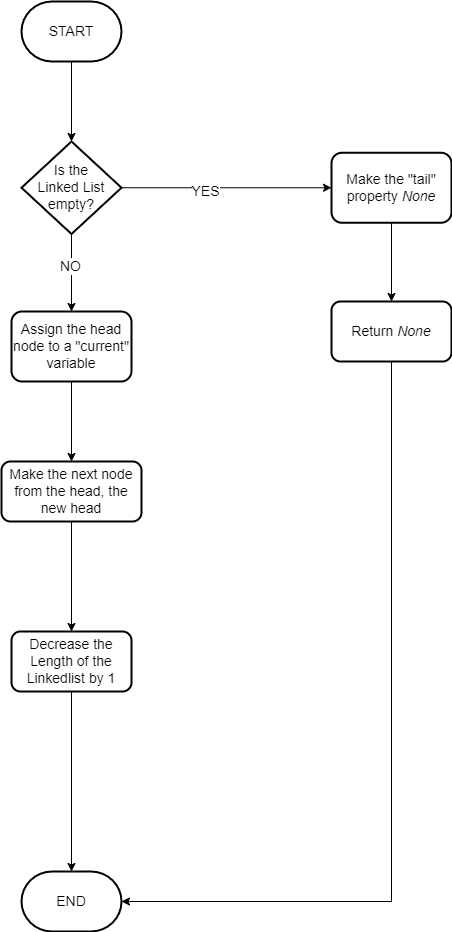 START
Is the
Linked List
empty?
YES
Make the "tail"
property None
NO
Return None
Assign the head
node to a "current"
variable
Make the next node
from the head, the
new head
Decrease the
Length of the
Linkedlist by 1
END